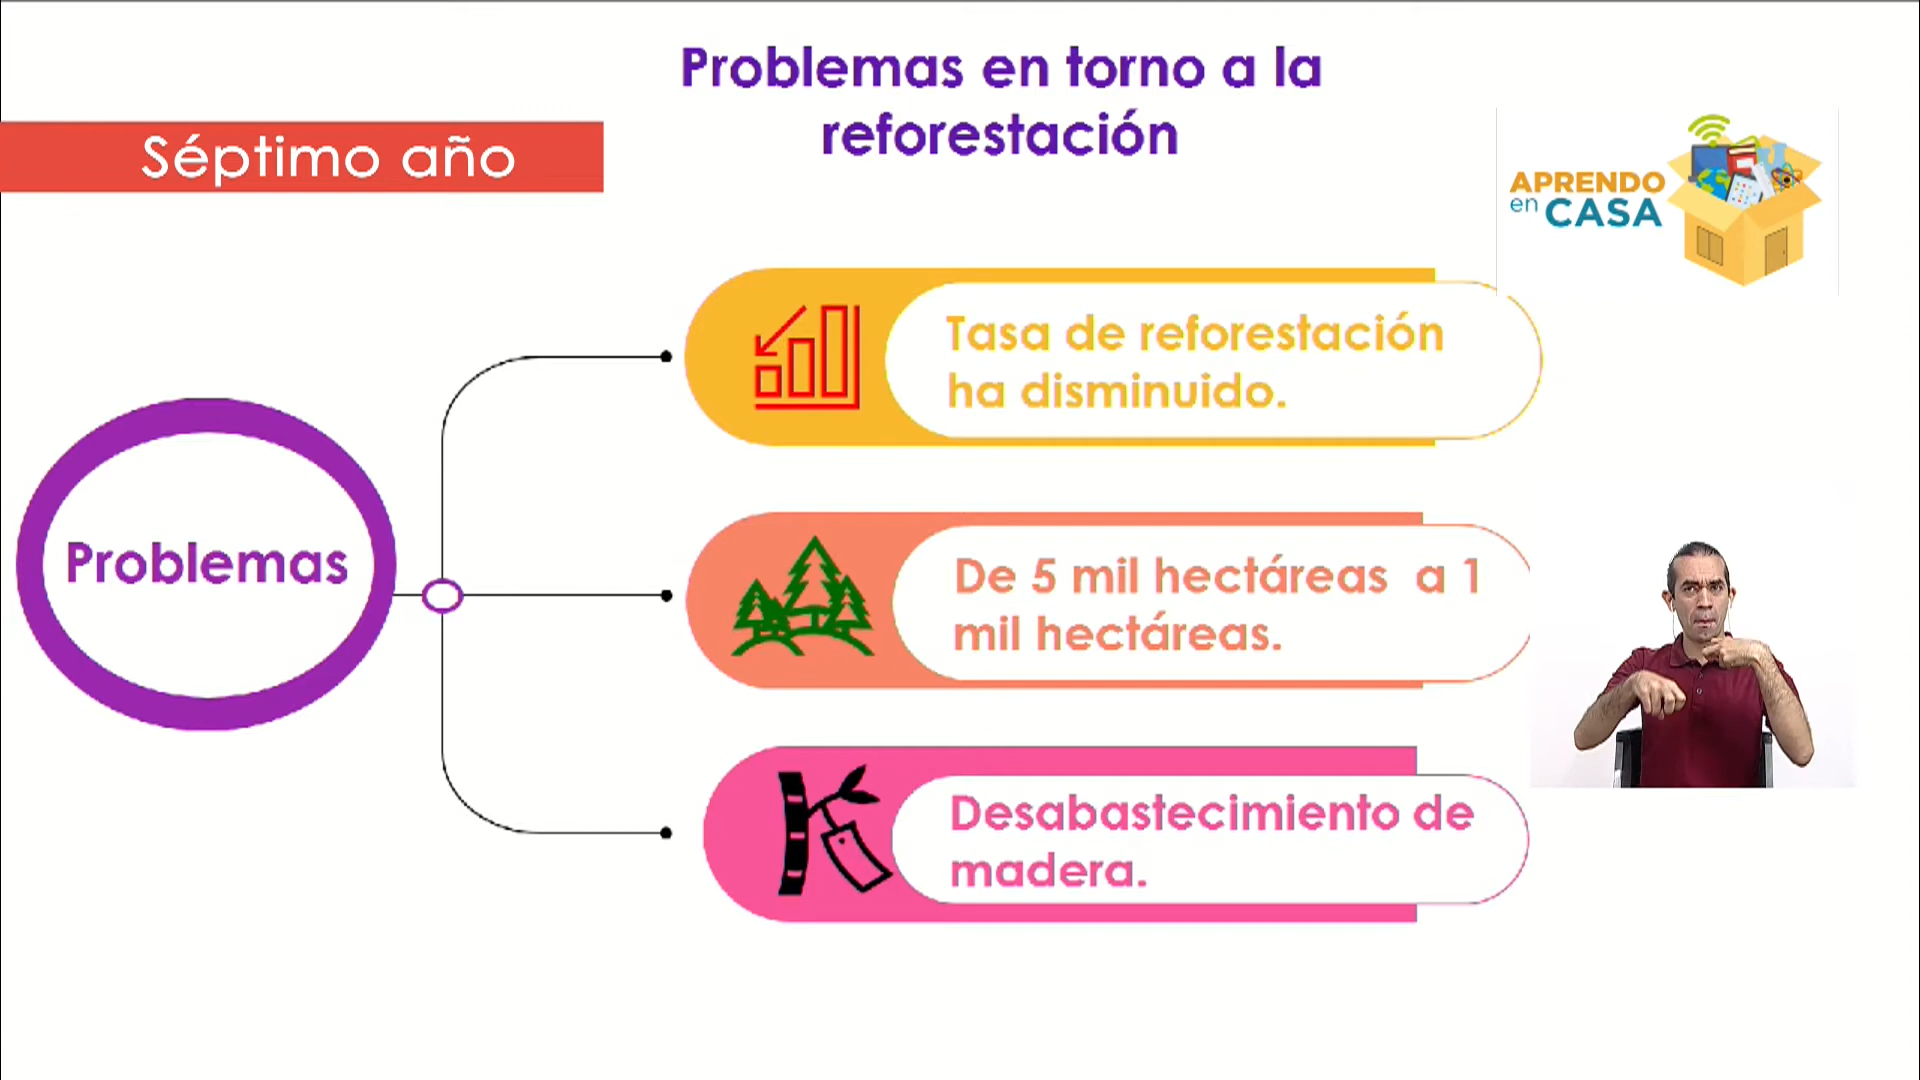 Problemas en torno a la
reforestación
Séptimo año
APRENDO
en CASA
Tasa de reforestación
ha disminuido.
Problemas
De 5 mil hectáreas a 1
mil hectáreas.
Desabastecimiento de
madera.